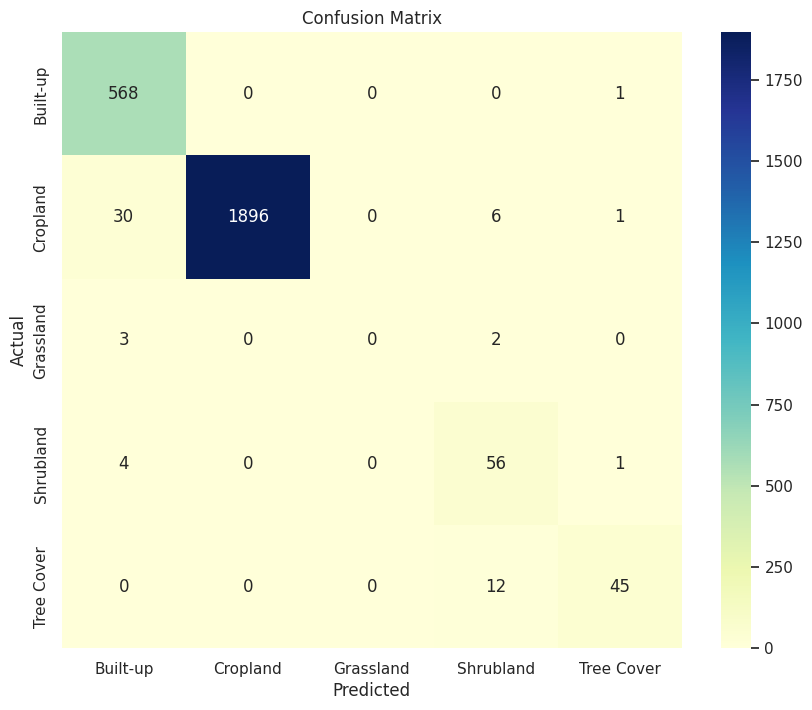 Confusion Matrix
Actual
Built-up 568 0 0 0 1
Cropland 30 1896 0 6 1
Grassland 3 0 0 2 0
Shrubland 4 0 0 56 1
Tree Cover 0 0 0 12 45
Built-up Cropland Grassland Shrubland Tree Cover
Predicted
1750
1500
1250
1000
750
500
250
0